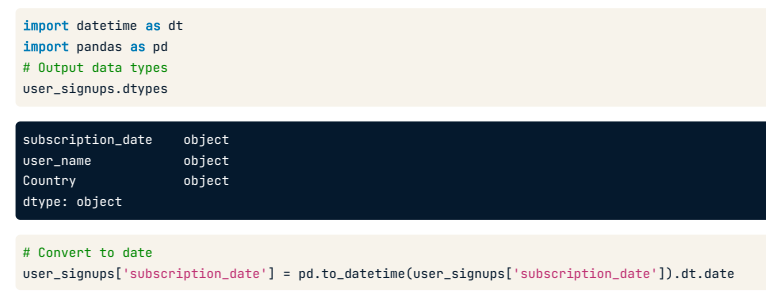 import datetime as dt
import pandas as pd
# Output data types
user_signups.dtypes
subscription_date    object
user_name            object
Country              object
dtype: object
# Convert to date
user_signups['subscription_date'] = pd.to_datetime(user_signups['subscription_date']).dt.date